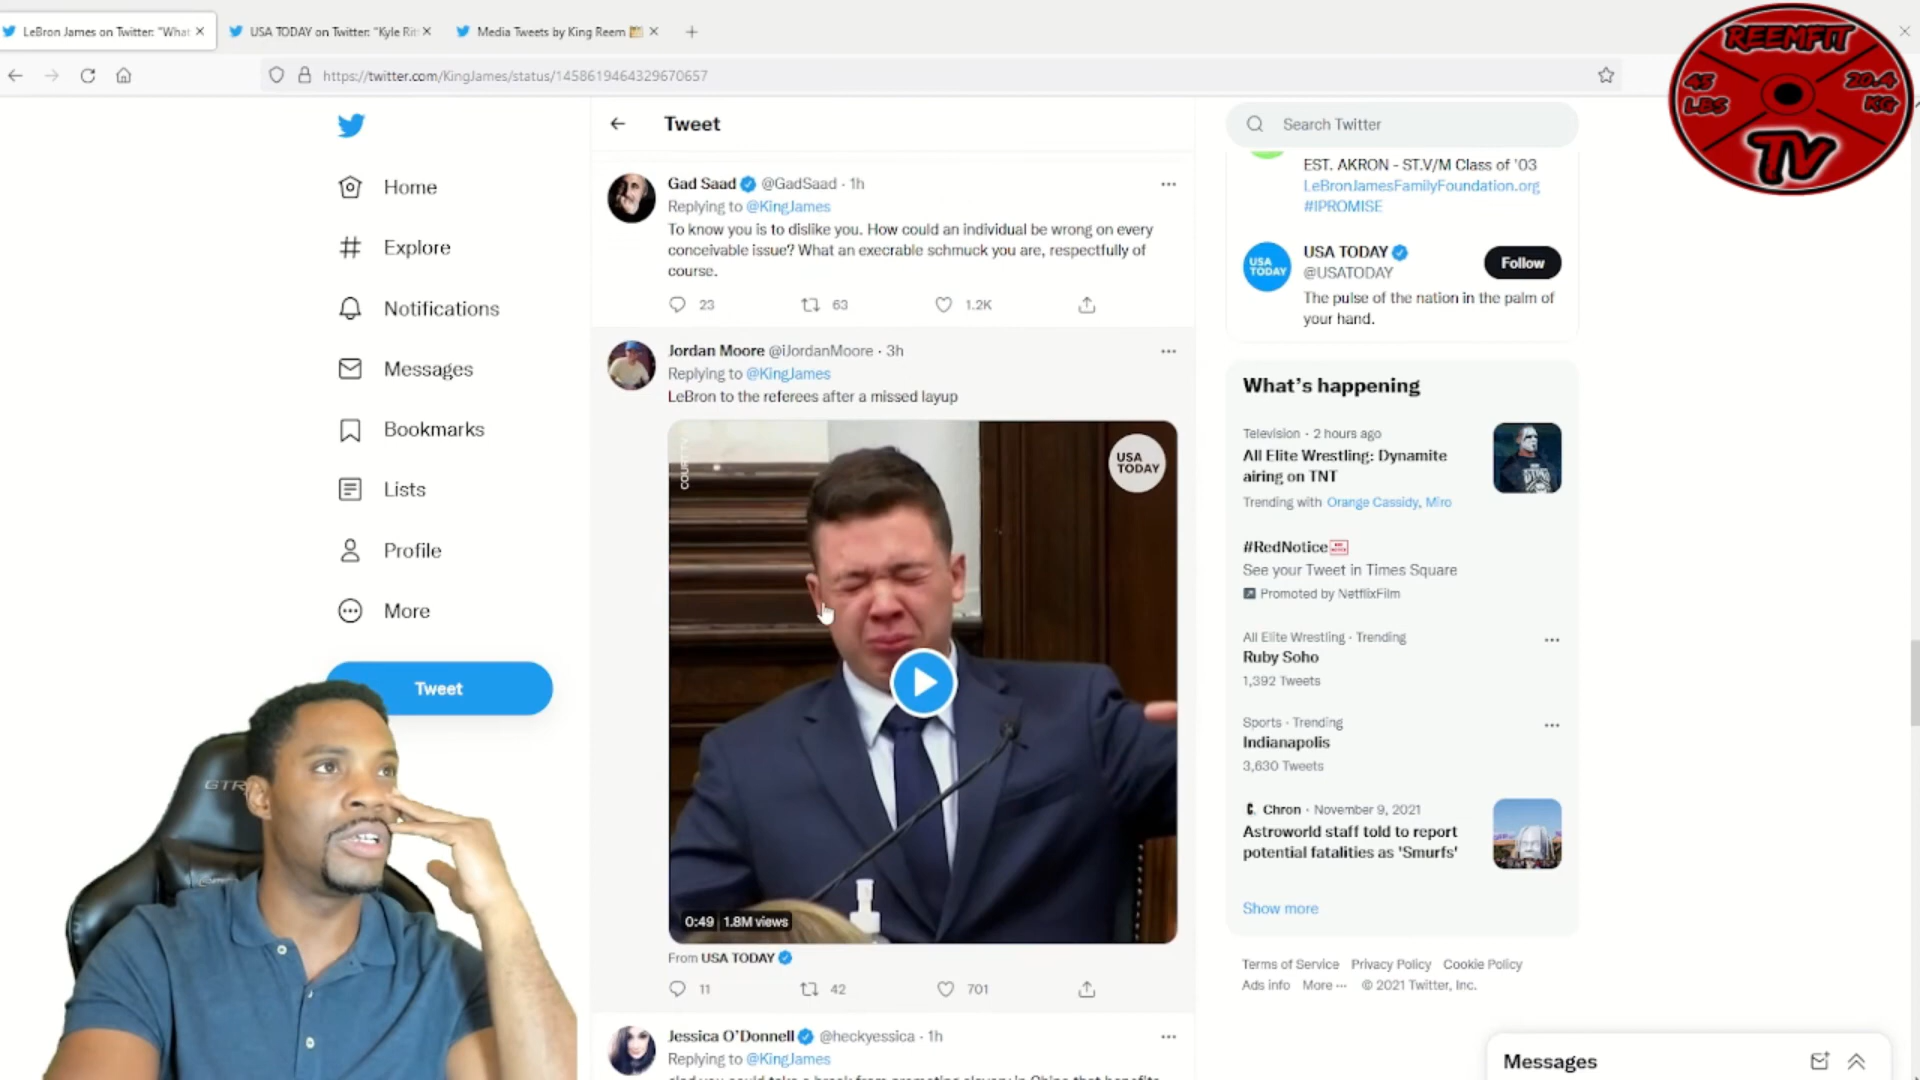 LeBron James on Twitter: "What
USA TODAY on Twitter: "Kyle Rit
Media Tweets by King Reem
https://twitter.com/KingJames/status/1458619464329670657
REEMFIT
45 LBS
20.4 KG
TV
Home
Explore
Notifications
Messages
Bookmarks
Lists
Profile
More
Tweet
GTR
Tweet
Gad Saad @GadSaad · 1h
Replying to @KingJames
To know you is to dislike you. How could an individual be wrong on every
conceivable issue? What an execrable schmuck you are, respectfully of
course.
23 63 1.2K
Jordan Moore @iJordanMoore · 3h
Replying to @KingJames
LeBron to the referees after a missed layup
COURT TV
USA TODAY
0:49 1.8M views
From USA TODAY
11 42 701
Jessica O'Donnell @heckyessica · 1h
Replying to @KingJames
Search Twitter
EST. AKRON - ST.V/M Class of '03
LeBronJamesFamilyFoundation.org
#IPROMISE
USA TODAY
USA TODAY
@USATODAY
Follow
The pulse of the nation in the palm of
your hand.
What's happening
Television · 2 hours ago
All Elite Wrestling: Dynamite
airing on TNT
Trending with Orange Cassidy, Miro
#RedNotice
See your Tweet in Times Square
Promoted by NetflixFilm
All Elite Wrestling · Trending
Ruby Soho
1,392 Tweets
Sports · Trending
Indianapolis
3,630 Tweets
Chron · November 9, 2021
Astroworld staff told to report
potential fatalities as 'Smurfs'
Show more
Terms of Service Privacy Policy Cookie Policy
Ads info More ··· © 2021 Twitter, Inc.
Messages